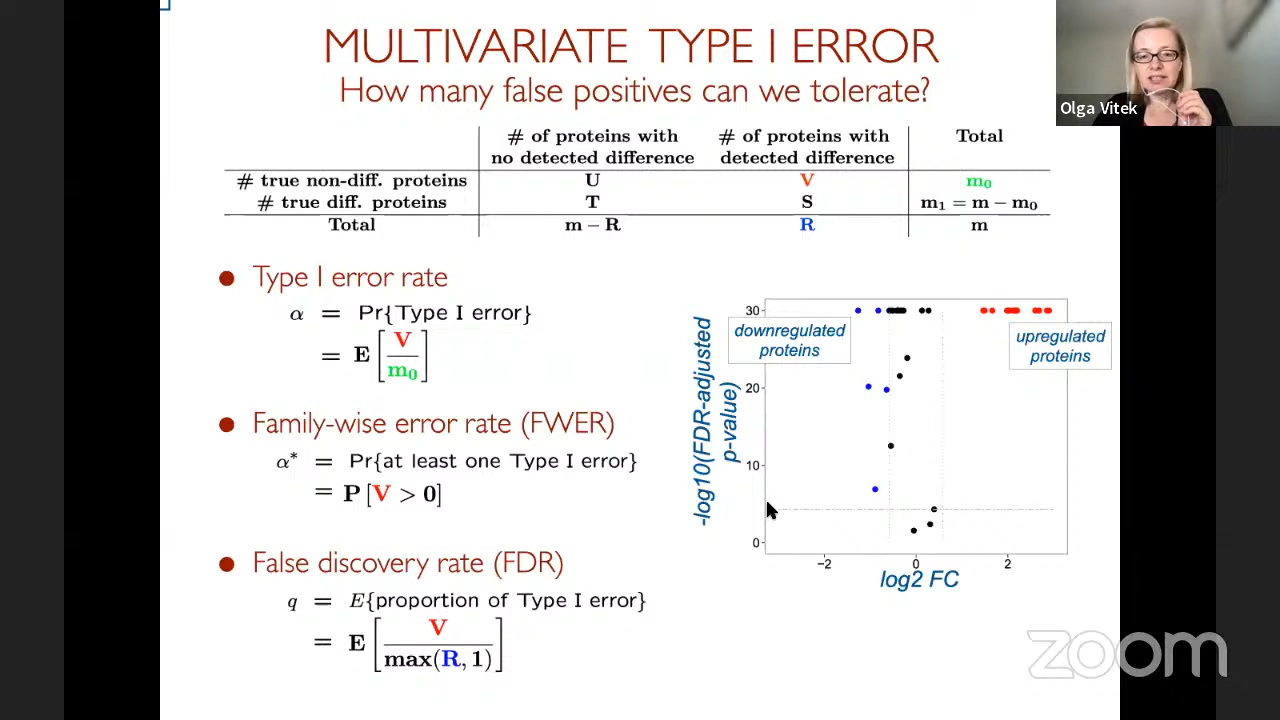 MULTIVARIATE TYPE I ERROR
How many false positives can we tolerate?
Olga Vitek
# of proteins with no detected difference # of proteins with detected difference Total
# true non-diff. proteins U V m₀
# true diff. proteins T S m₁ = m − m₀
Total m − R R m
● Type I error rate
α = Pr{Type I error}
= E[V/m₀]
● Family-wise error rate (FWER)
α* = Pr{at least one Type I error}
= P [V > 0]
● False discovery rate (FDR)
q = E{proportion of Type I error}
= E[V/max(R, 1)]
-log10(FDR-adjusted
p-value)
30
20
10
0
downregulated
proteins
upregulated
proteins
−2 0 2
log2 FC
zoom